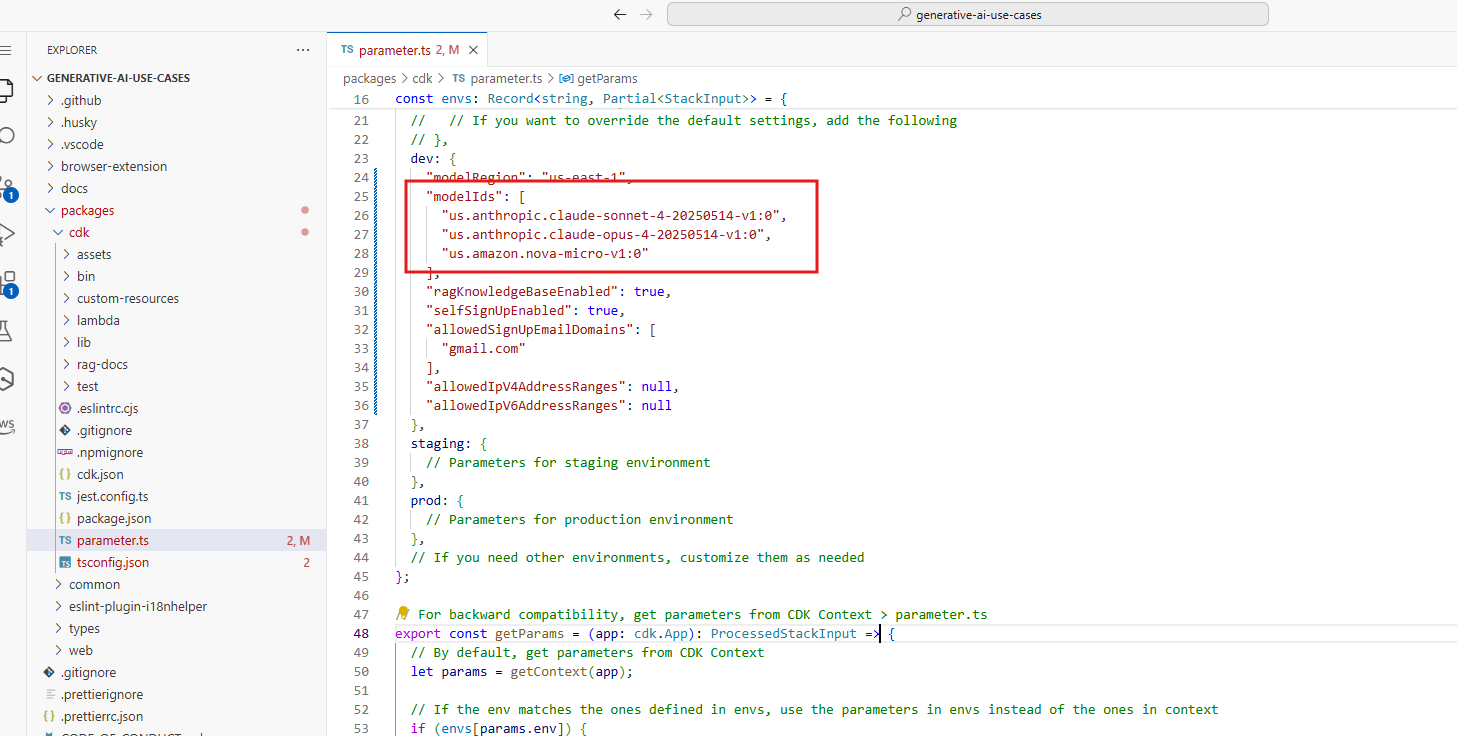 generative-ai-use-cases
EXPLORER
GENERATIVE-AI-USE-CASES
.github
.husky
.vscode
browser-extension
docs
packages
cdk
assets
bin
custom-resources
lambda
lib
rag-docs
test
.eslintrc.cjs
.gitignore
.npmignore
cdk.json
TS jest.config.ts
package.json
TS parameter.ts 2, M
tsconfig.json 2
common
eslint-plugin-i18nhelper
types
web
.gitignore
.prettierignore
.prettierrc.json
1
1
TS parameter.ts 2, M
packages > cdk > TS parameter.ts > getParams
16 const envs: Record<string, Partial<StackInput>> = {
21 //   // If you want to override the default settings, add the following
22 // },
23 dev: {
24 "modelRegion": "us-east-1",
25 "modelIds": [
26 "us.anthropic.claude-sonnet-4-20250514-v1:0",
27 "us.anthropic.claude-opus-4-20250514-v1:0",
28 "us.amazon.nova-micro-v1:0"
29 ],
30 "ragKnowledgeBaseEnabled": true,
31 "selfSignUpEnabled": true,
32 "allowedSignUpEmailDomains": [
33 "gmail.com"
34 ],
35 "allowedIpV4AddressRanges": null,
36 "allowedIpV6AddressRanges": null
37 },
38 staging: {
39 // Parameters for staging environment
40 },
41 prod: {
42 // Parameters for production environment
43 },
44 // If you need other environments, customize them as needed
45 };
46
47 For backward compatibility, get parameters from CDK Context > parameter.ts
48 export const getParams = (app: cdk.App): ProcessedStackInput => {
49 // By default, get parameters from CDK Context
50 let params = getContext(app);
51
52 // If the env matches the ones defined in envs, use the parameters in envs instead of the ones in context
53 if (envs[params.env]) {